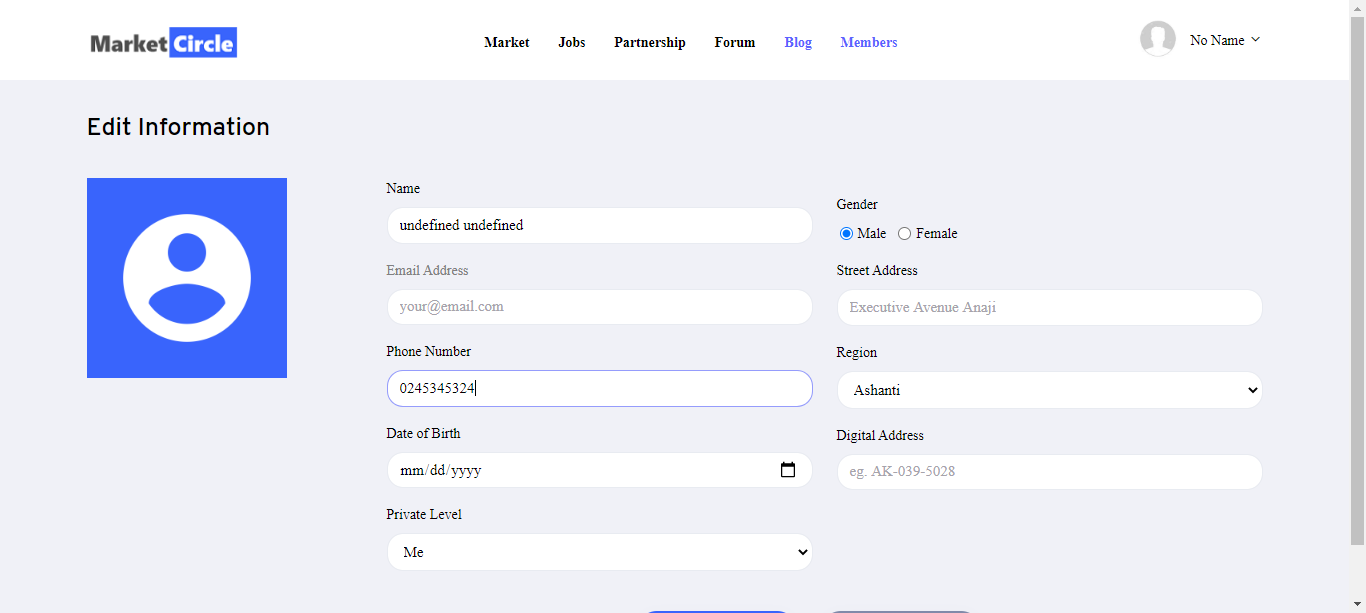 Market Circle
Market Jobs Partnership Forum Blog Members
No Name
Edit Information
Name
undefined undefined
Gender
Male Female
Email Address
your@email.com
Street Address
Executive Avenue Anaji
Phone Number
0245345324
Region
Ashanti
Date of Birth
mm/dd/yyyy
Digital Address
eg. AK-039-5028
Private Level
Me